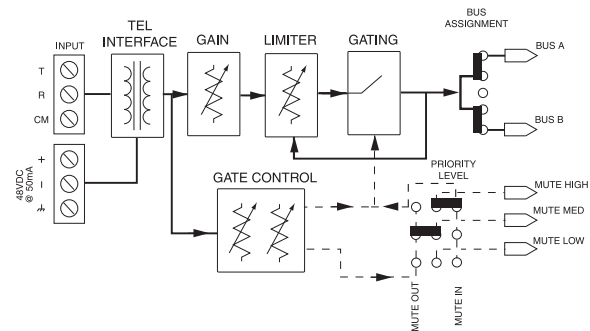 BUS
ASSIGNMENT
TEL
INTERFACE
INPUT
GAIN
LIMITER
GATING
BUS A
T
R
CM
BUS B
+
–
48VDC
@ 50mA
GATE CONTROL
PRIORITY
LEVEL
MUTE HIGH
MUTE MED
MUTE LOW
MUTE OUT
MUTE IN